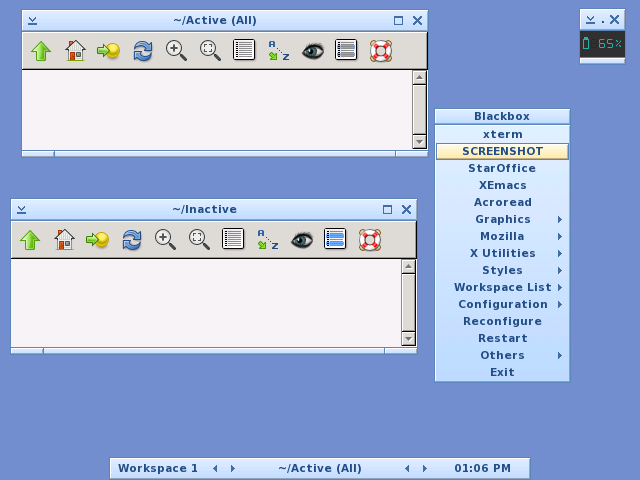 ~/Active (All)
65%
Blackbox
xterm
SCREENSHOT
StarOffice
XEmacs
Acroread
Graphics
Mozilla
X Utilities
Styles
Workspace List
Configuration
Reconfigure
Restart
Others
Exit
~/Inactive
Workspace 1
~/Active (All)
01:06 PM